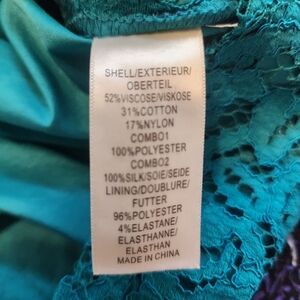 SHELL/EXTERIEUR/
OBERTEIL
52%VISCOSE/VISKOSE
31%COTTON
17%NYLON
COMBO1
100%POLYESTER
COMBO2
100%SILK/SOIE/SEIDE
LINING/DOUBLURE/
FUTTER
96%POLYESTER
4%ELASTANE/
ELASTHANNE/
ELASTHAN
MADE IN CHINA